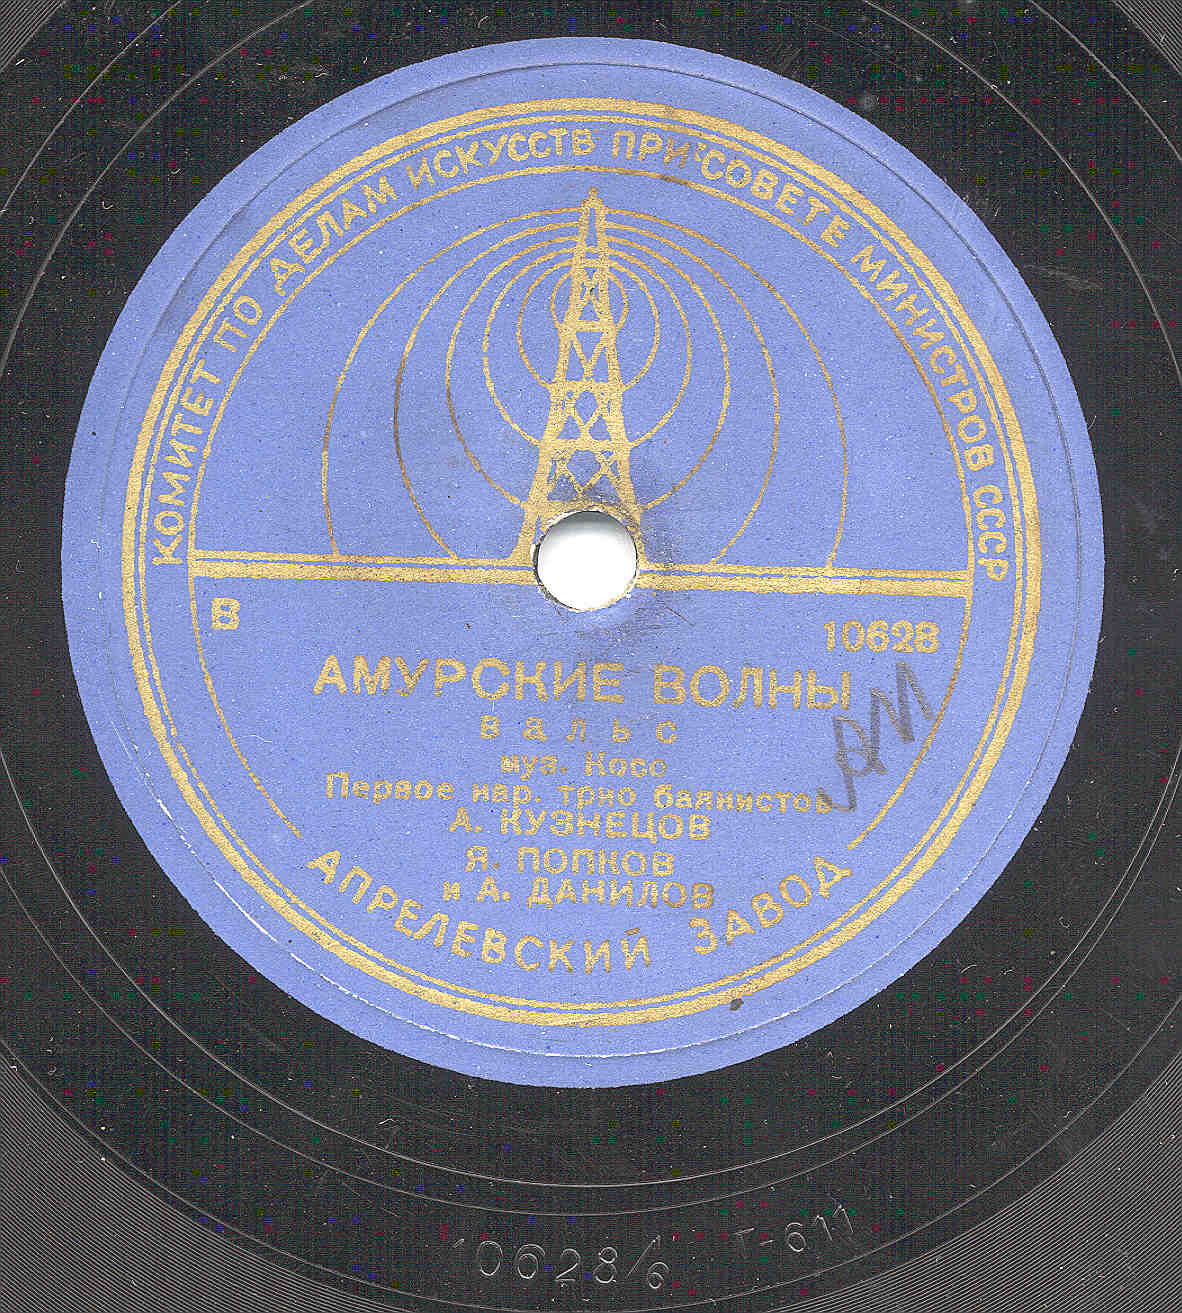 КОМИТЕТ ПО ДЕЛАМ ИСКУССТВ ПРИ СОВЕТЕ МИНИСТРОВ СССР
В 10628
АМУРСКИЕ ВОЛНЫ
вальс
муз. Косо
Первое нар. трио баянистов
А. КУЗНЕЦОВ
Я. ПОПКОВ
и А. ДАНИЛОВ
АПРЕЛЕВСКИЙ ЗАВОД
10628/6 Т-611